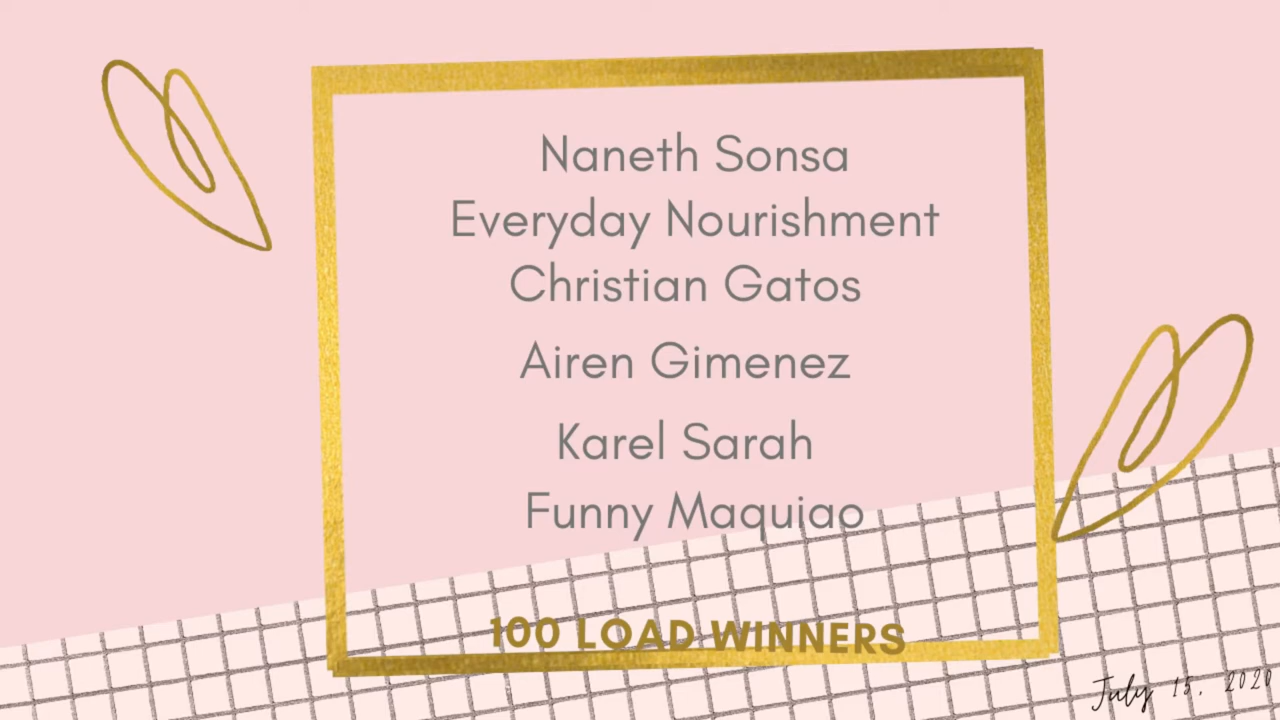 Naneth Sonsa
Everyday Nourishment
Christian Gatos
Airen Gimenez
Karel Sarah
Funny Maquiao
100 LOAD WINNERS
July 15, 2020